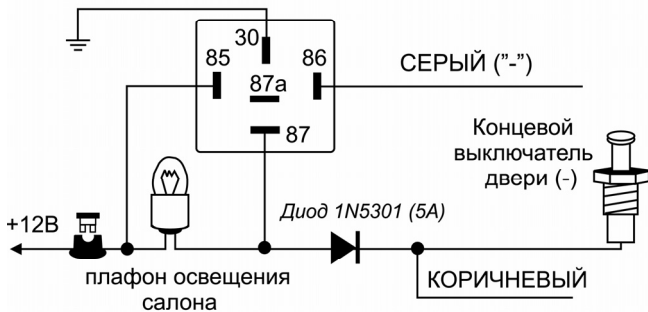 30
85
86
87a
87
СЕРЫЙ ("-")
Концевой
выключатель
двери (-)
+12В
Диод 1N5301 (5А)
плафон освещения
салона
КОРИЧНЕВЫЙ